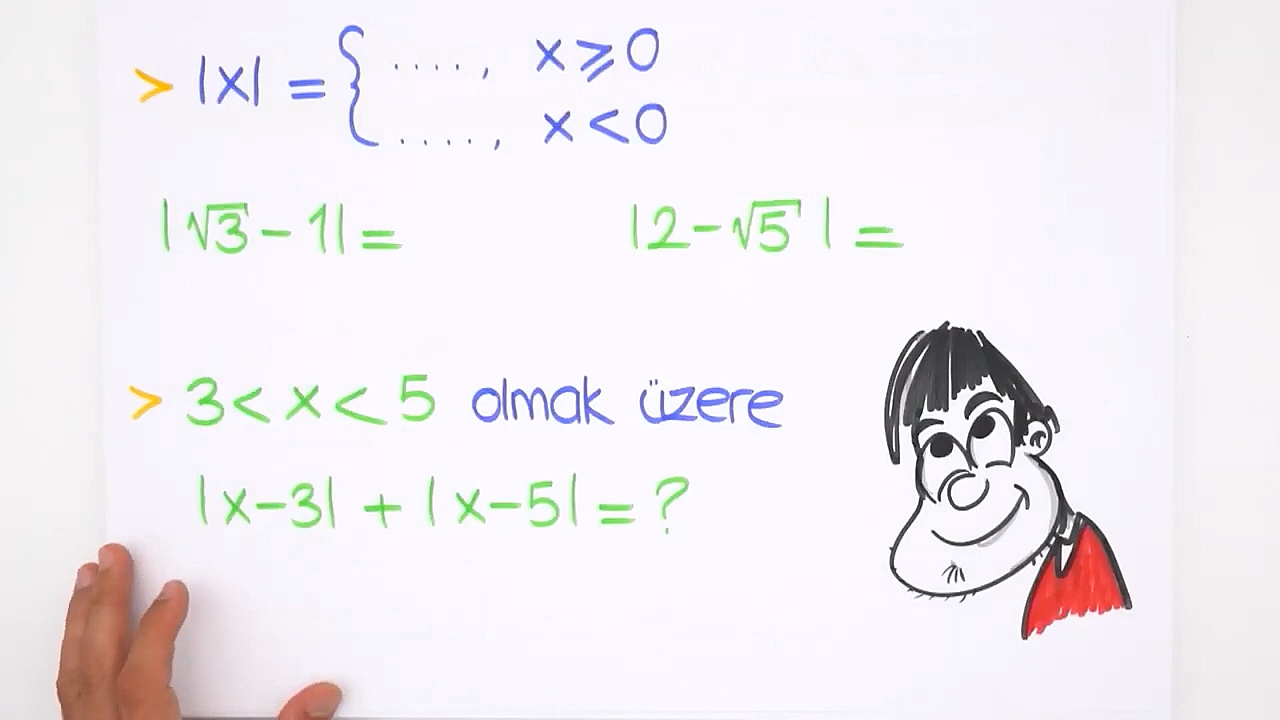 > |x| = { ...., x ⩾ 0
...., x < 0
|√3 - 1| =
|2 - √5| =
> 3 < x < 5 olmak üzere
|x-3| + |x-5| = ?